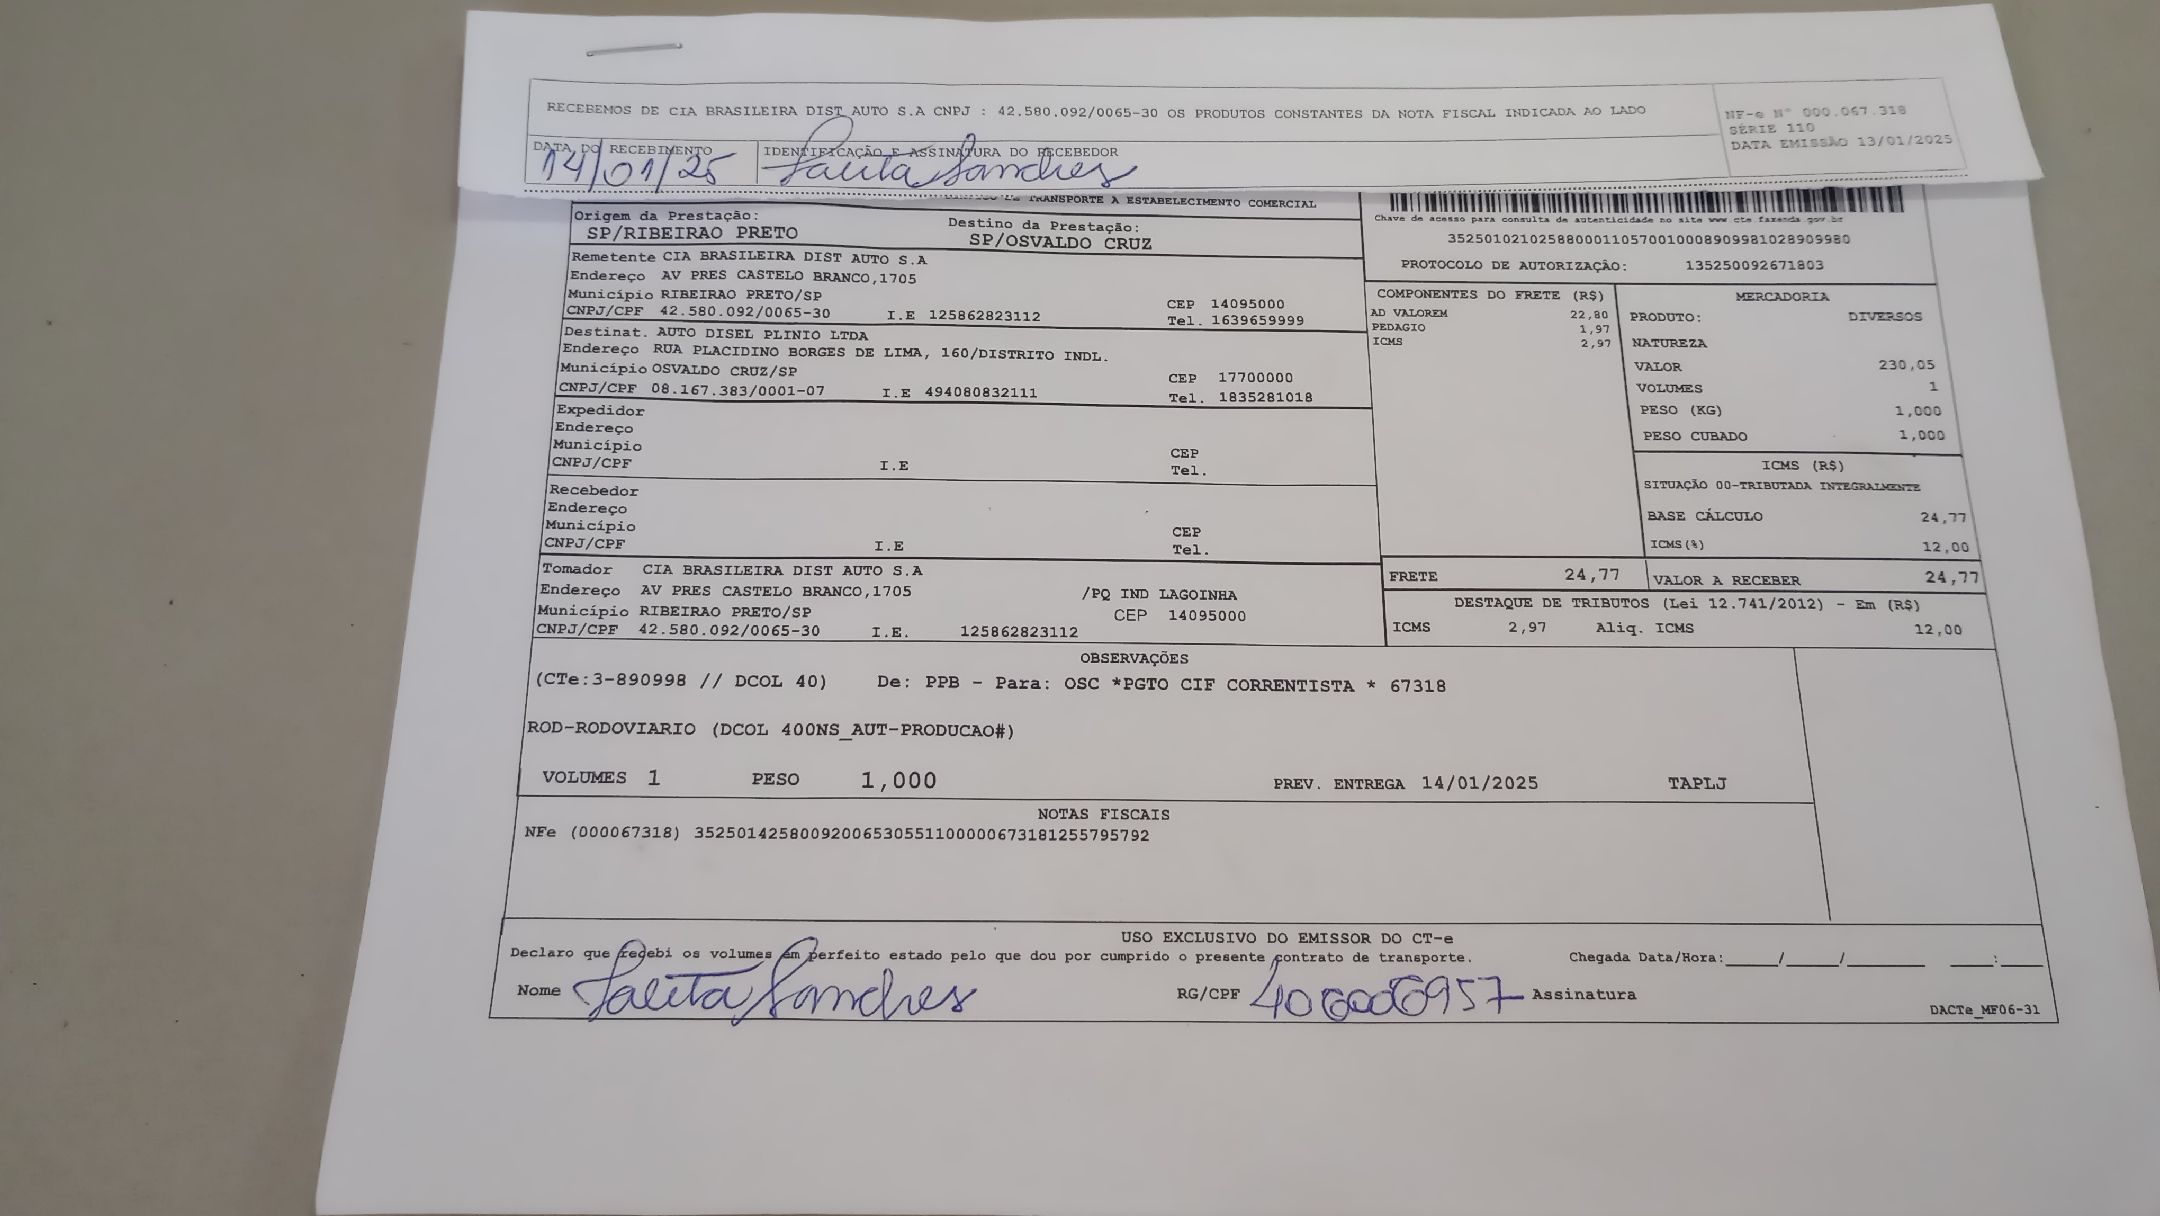 RECEBEMOS DE CIA BRASILEIRA DIST AUTO S.A CNPJ : 42.580.092/0065-30 OS PRODUTOS CONSTANTES DA NOTA FISCAL INDICADA AO LADO
NF-e N° 000.067.318
SÉRIE 110
DATA EMISSÃO 13/01/2025
DATA DO RECEBIMENTO IDENTIFICAÇÃO E ASSINATURA DO RECEBEDOR
14/01/25 Sanches
TRANSPORTE A ESTABELECIMENTO COMERCIAL
Origem da Prestação: Destino da Prestação:
SP/RIBEIRAO PRETO SP/OSVALDO CRUZ
Chave de acesso para consulta de autenticidade no site www.cte.fazenda.gov.br
35250102102588000110570010008909981028909980
PROTOCOLO DE AUTORIZAÇÃO: 135250092671803
Remetente CIA BRASILEIRA DIST AUTO S.A
Endereço AV PRES CASTELO BRANCO,1705
Município RIBEIRAO PRETO/SP CEP 14095000
CNPJ/CPF 42.580.092/0065-30 I.E 125862823112 Tel. 1639659999
Destinat. AUTO DISEL PLINIO LTDA
Endereço RUA PLACIDINO BORGES DE LIMA, 160/DISTRITO INDL.
Município OSVALDO CRUZ/SP CEP 17700000
CNPJ/CPF 08.167.383/0001-07 I.E 494080832111 Tel. 1835281018
Expedidor
Endereço
Município CEP
CNPJ/CPF I.E Tel.
Recebedor
Endereço
Município CEP
CNPJ/CPF I.E Tel.
Tomador CIA BRASILEIRA DIST AUTO S.A
Endereço AV PRES CASTELO BRANCO,1705 /PQ IND LAGOINHA
Município RIBEIRAO PRETO/SP CEP 14095000
CNPJ/CPF 42.580.092/0065-30 I.E. 125862823112
COMPONENTES DO FRETE (R$)
AD VALOREM 22,80
PEDAGIO 1,97
ICMS 2,97
MERCADORIA
PRODUTO: DIVERSOS
NATUREZA
VALOR 230,05
VOLUMES 1
PESO (KG) 1,000
PESO CUBADO 1,000
ICMS (R$)
SITUAÇÃO 00-TRIBUTADA INTEGRALMENTE
BASE CÁLCULO 24,77
ICMS(%) 12,00
FRETE 24,77 VALOR A RECEBER 24,77
DESTAQUE DE TRIBUTOS (Lei 12.741/2012) - Em (R$)
ICMS 2,97 Aliq. ICMS 12,00
OBSERVAÇÕES
(CTe:3-890998 // DCOL 40) De: PPB - Para: OSC *PGTO CIF CORRENTISTA * 67318
ROD-RODOVIARIO (DCOL 400NS_AUT-PRODUCAO#)
VOLUMES 1 PESO 1,000 PREV. ENTREGA 14/01/2025 TAPLJ
NOTAS FISCAIS
NFe (000067318) 35250142580092006530551100000673181255795792
USO EXCLUSIVO DO EMISSOR DO CT-e
Declaro que recebi os volumes em perfeito estado pelo que dou por cumprido o presente contrato de transporte. Chegada Data/Hora:_____/_____/________ ____:____
Nome Sanches RG/CPF Assinatura
DACTe_MF06-31